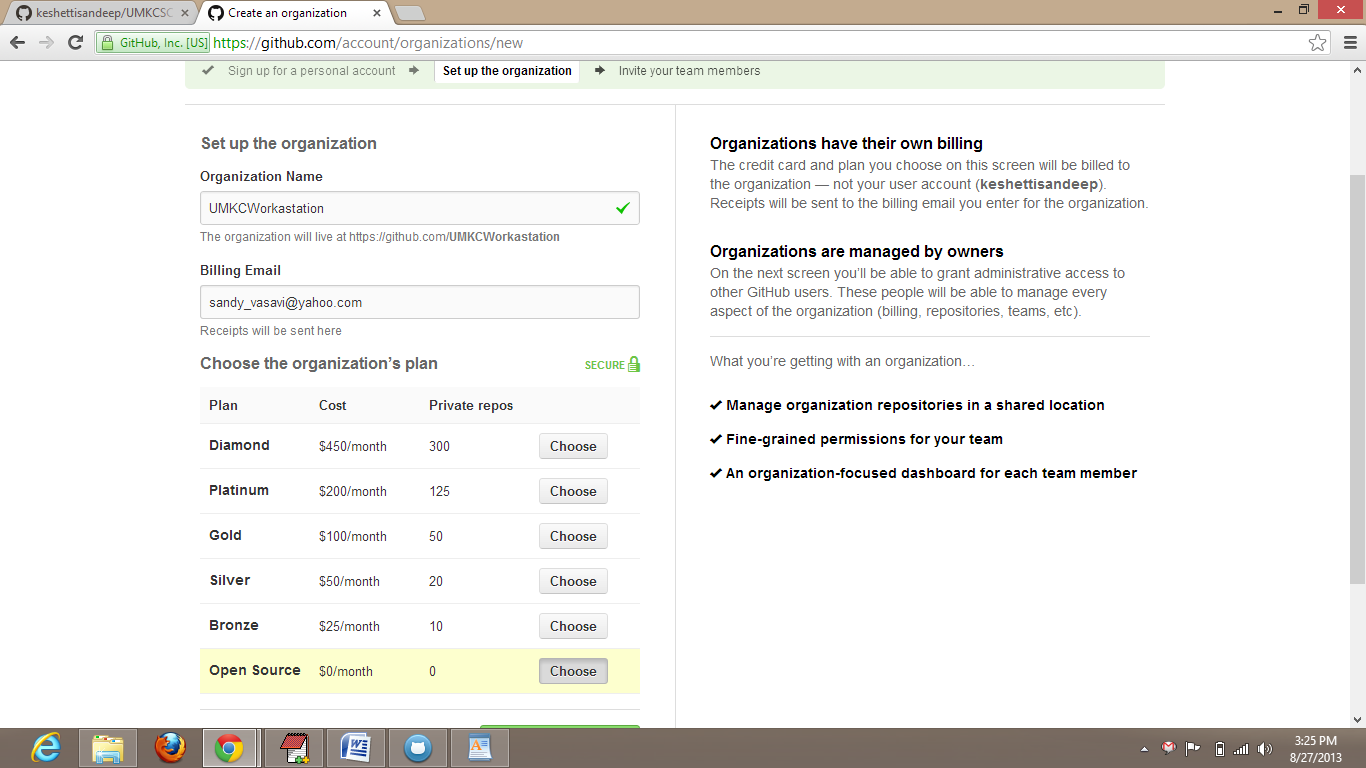 keshettisandeep/UMKCSC
Create an organization
GitHub, Inc. [US] https://github.com/account/organizations/new
Sign up for a personal account
Set up the organization
Invite your team members
Set up the organization
Organization Name
UMKCWorkastation
The organization will live at https://github.com/UMKCWorkastation
Billing Email
sandy_vasavi@yahoo.com
Receipts will be sent here
Choose the organization’s plan
SECURE
Plan Cost Private repos
Diamond $450/month 300 Choose
Platinum $200/month 125 Choose
Gold $100/month 50 Choose
Silver $50/month 20 Choose
Bronze $25/month 10 Choose
Open Source $0/month 0 Choose
Organizations have their own billing
The credit card and plan you choose on this screen will be billed to
the organization — not your user account (keshettisandeep).
Receipts will be sent to the billing email you enter for the organization.
Organizations are managed by owners
On the next screen you’ll be able to grant administrative access to
other GitHub users. These people will be able to manage every
aspect of the organization (billing, repositories, teams, etc).
What you’re getting with an organization…
Manage organization repositories in a shared location
Fine-grained permissions for your team
An organization-focused dashboard for each team member
3:25 PM
8/27/2013